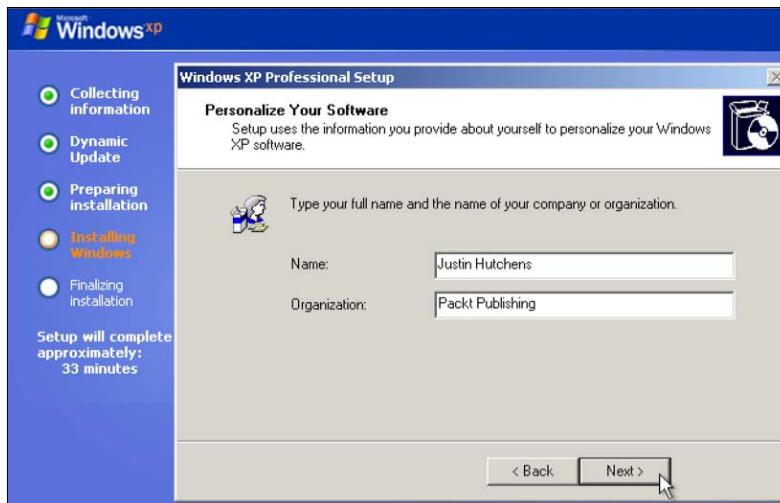 Microsoft
Windows xp
Collecting
information
Dynamic
Update
Preparing
installation
Installing
Windows
Finalizing
installation
Setup will complete
approximately:
33 minutes
Windows XP Professional Setup
Personalize Your Software
Setup uses the information you provide about yourself to personalize your Windows
XP software.
Type your full name and the name of your company or organization.
Name:
Justin Hutchens
Organization:
Packt Publishing
< Back
Next >